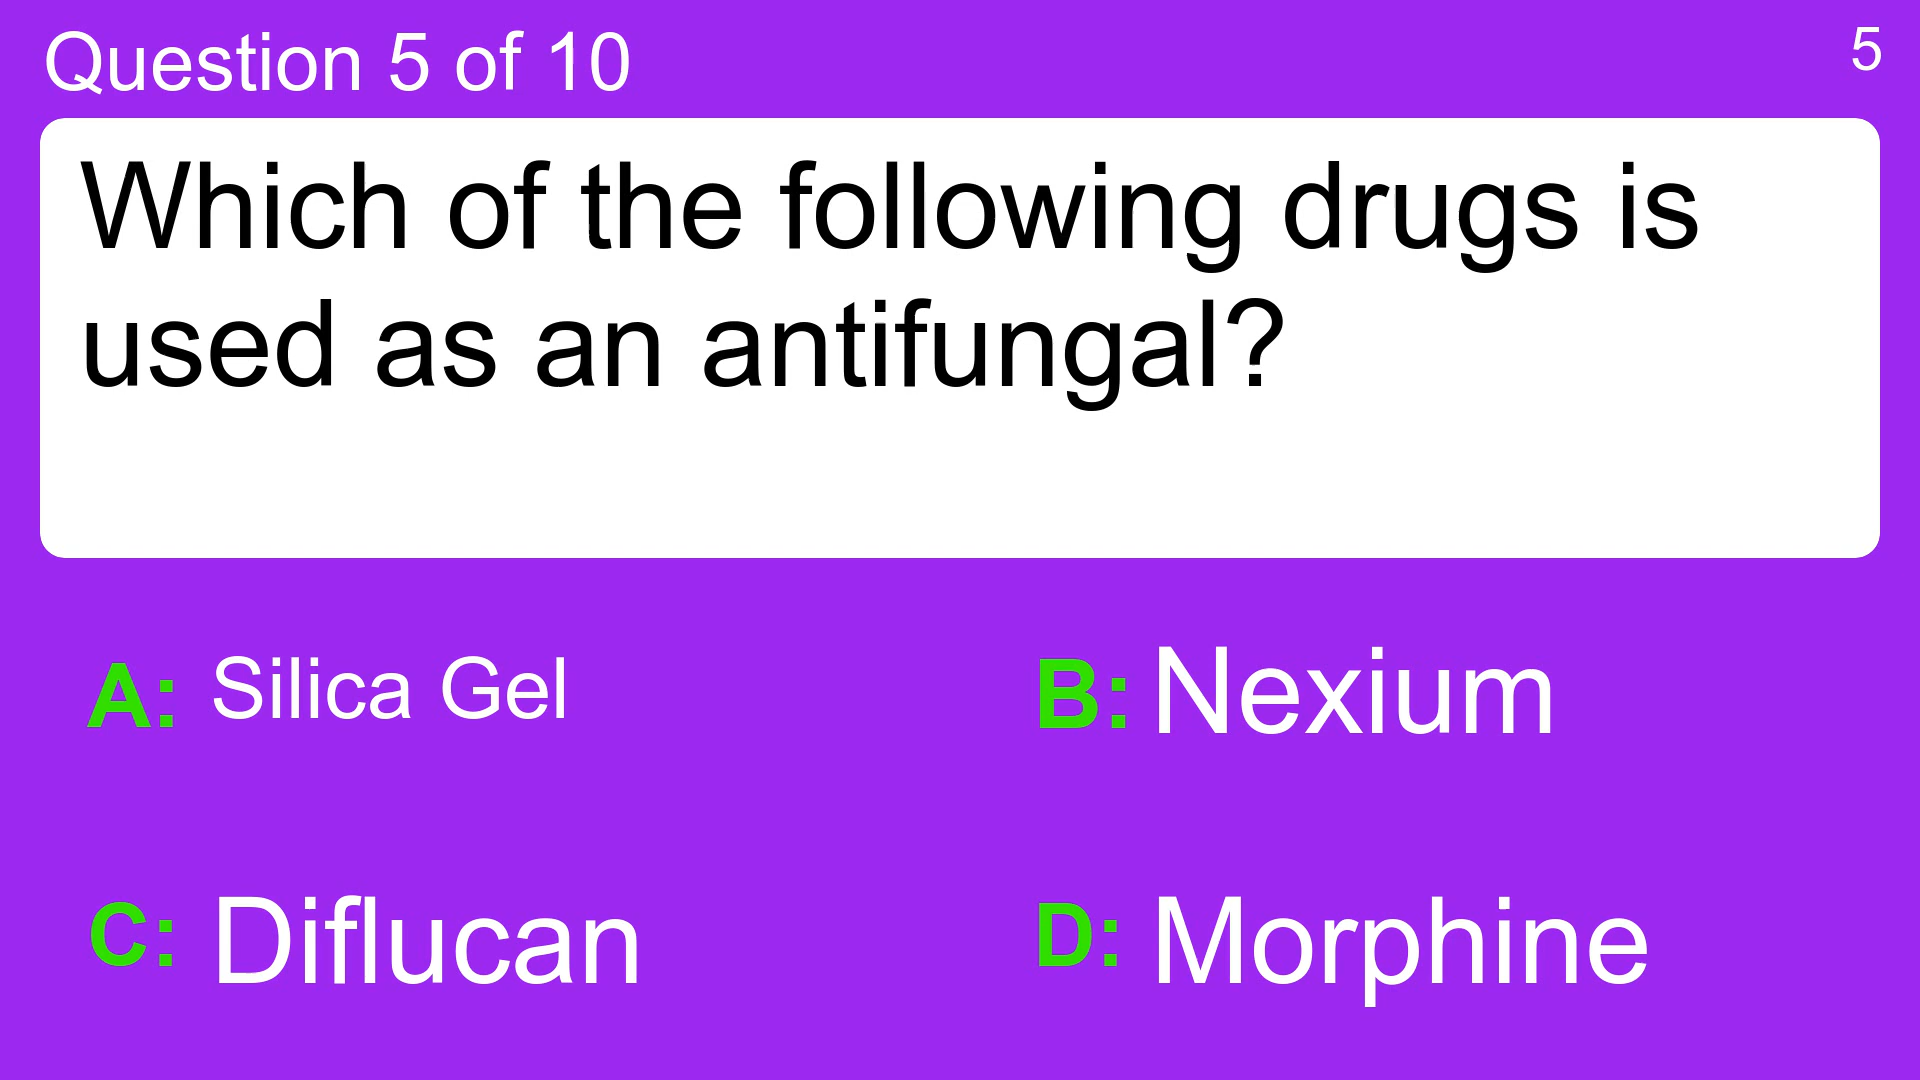 Question 5 of 10
5
Which of the following drugs is
used as an antifungal?
A: Silica Gel
B: Nexium
C: Diflucan
D: Morphine